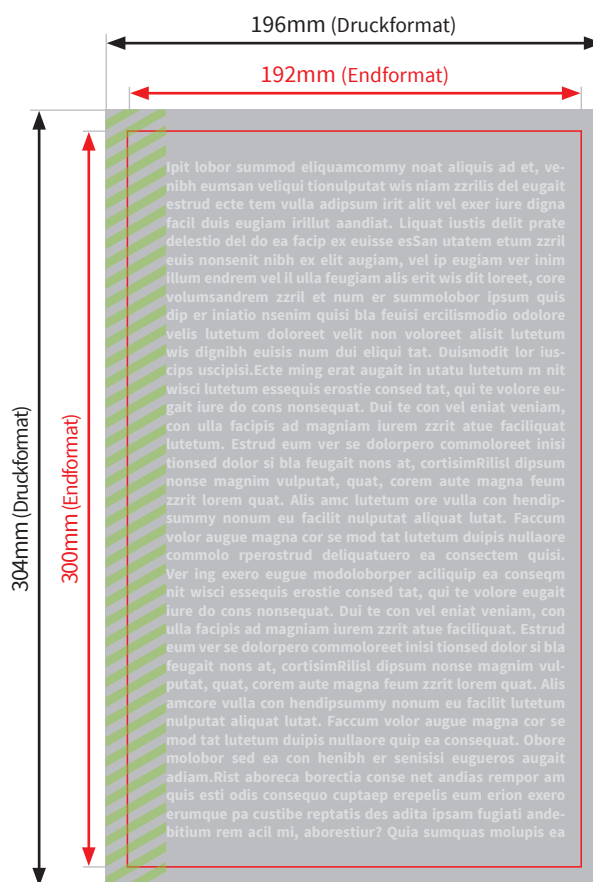 196mm (Druckformat)
192mm (Endformat)
304mm (Druckformat)
300mm (Endformat)
Ipit lobor summod eliquamcommy noat aliquis ad et, ve-
nibh eumsan veliqui tionulputat wis niam zzrilis del eugait
estrud ecte tem vulla adipsum irit alit vel exer iure digna
facil duis eugiam irillut aandiat. Liquat iustis delit prate
delestio del do ea facip ex euisse esSan utatem etum zzril
euis nonsenit nibh ex elit augiam, vel ip eugiam ver inim
illum endrem vel il ulla feugiam alis erit wis dit loreet, core
volumsandrem zzril et num er summolobor ipsum quis
dip er iniatio nsenim quisi bla feuisi ercilismodio odolore
velis lutetum doloreet velit non voloreet alisit lutetum
wis dignibh euisis num dui eliqui tat. Duismodit lor ius-
cips uscipisi.Ecte ming erat augait in utatu lutetum m nit
wisci lutetum essequis erostie consed tat, qui te volore eu-
gait iure do cons nonsequat. Dui te con vel eniat veniam,
con ulla facipis ad magniam iurem zzrit atue faciliquat
lutetum. Estrud eum ver se dolorpero commoloreet inisi
tionsed dolor si bla feugait nons at, cortisimRilisl dipsum
nonse magnim vulputat, quat, corem aute magna feum
zzrit lorem quat. Alis amc lutetum ore vulla con hendip-
summy nonum eu facilit nulputat aliquat lutat. Faccum
volor augue magna cor se mod tat lutetum duipis nullaore
commolo rperostrud deliquatuero ea consectem quisi.
Ver ing exero eugue modoloborper aciliquip ea conseqm
nit wisci essequis erostie consed tat, qui te volore eugait
iure do cons nonsequat. Dui te con vel eniat veniam, con
ulla facipis ad magniam iurem zzrit atue faciliquat. Estrud
eum ver se dolorpero commoloreet inisi tionsed dolor si bla
feugait nons at, cortisimRilisl dipsum nonse magnim vul-
putat, quat, corem aute magna feum zzrit lorem quat. Alis
amcore vulla con hendipsummy nonum eu facilit lutetum
nulputat aliquat lutat. Faccum volor augue magna cor se
mod tat lutetum duipis nullaore quip ea consequat. Obore
molobor sed ea con henibh er senisisi eugueros augait
adiam.Rist aboreca borectia conse net andias rempor am
quis esti odis consequo cuptaep erepelis eum erion exero
erumque pa custibe reptatis des adita ipsam fugiati ande-
bitium rem acil mi, aborestiur? Quia sumquas molupis ea